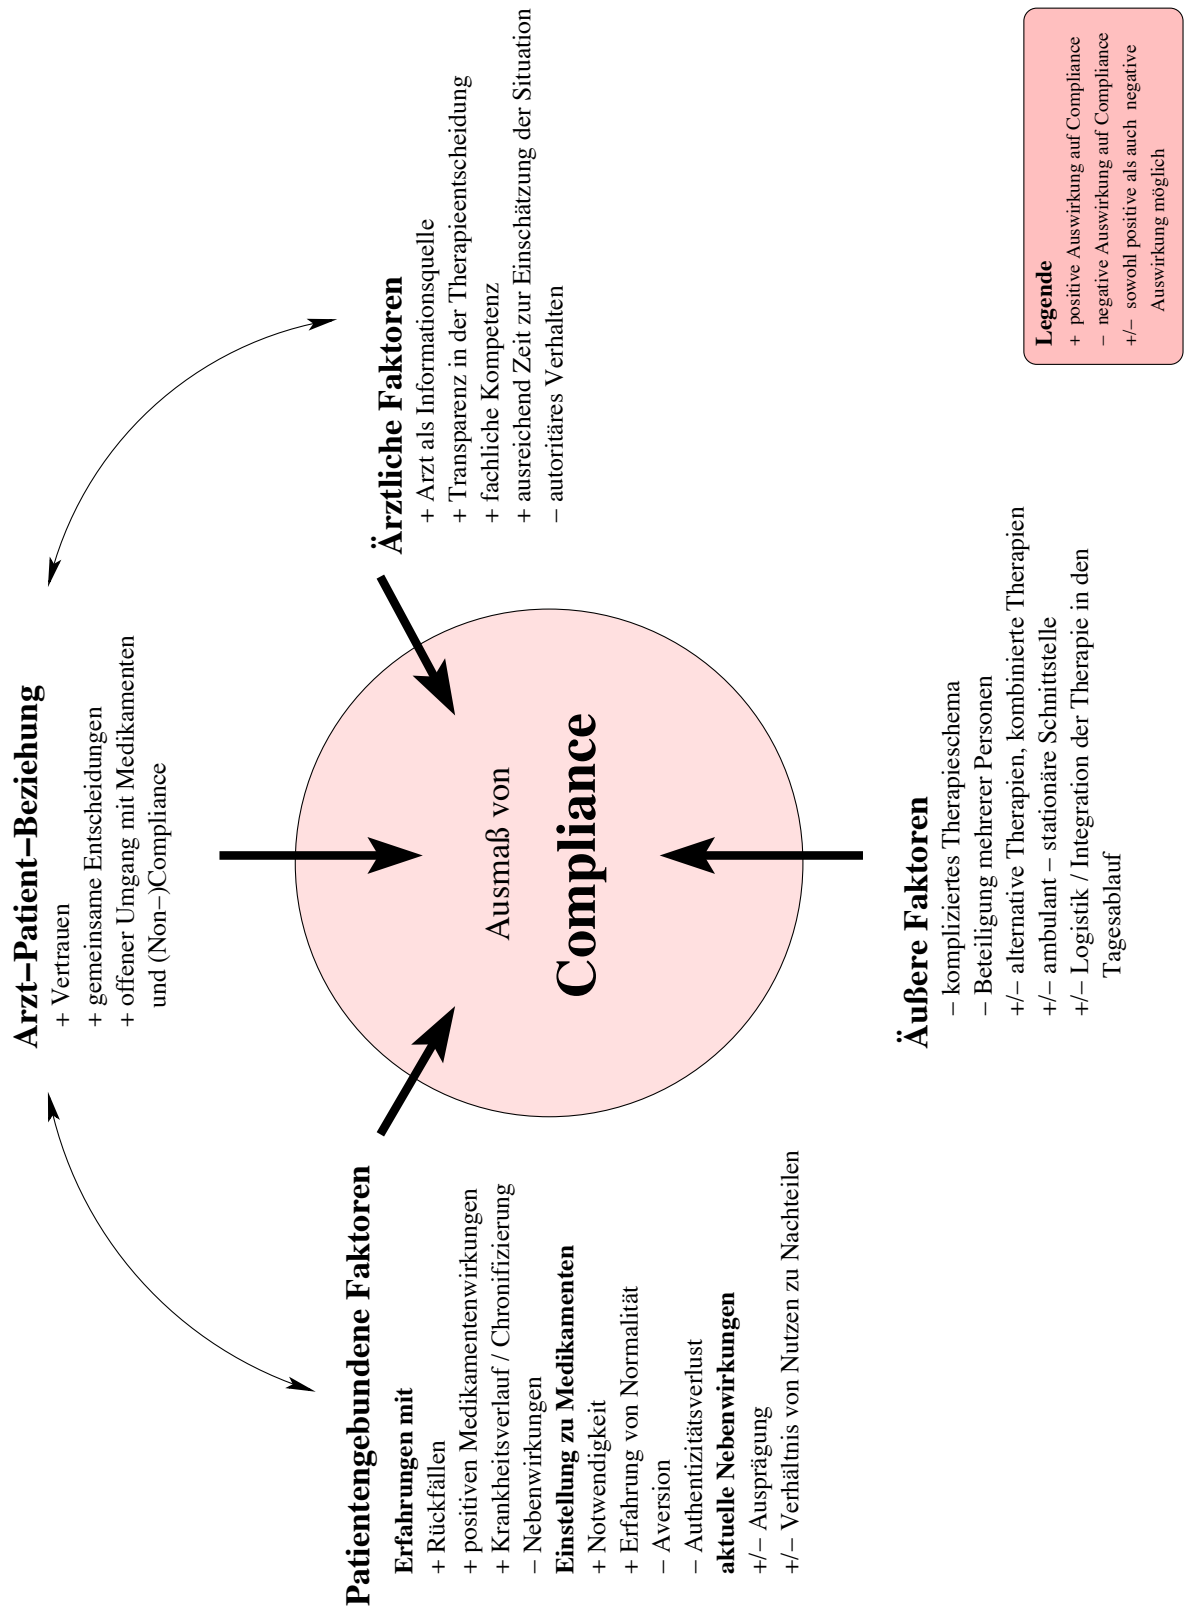 Arzt–Patient–Beziehung
+ Vertrauen
+ gemeinsame Entscheidungen
+ offener Umgang mit Medikamenten
und (Non–)Compliance
Patientengebundene Faktoren
Erfahrungen mit
+ Rückfällen
+ positiven Medikamentenwirkungen
+ Krankheitsverlauf / Chronifizierung
– Nebenwirkungen
Einstellung zu Medikamenten
+ Notwendigkeit
+ Erfahrung von Normalität
– Aversion
– Authentizitätsverlust
aktuelle Nebenwirkungen
+/– Ausprägung
+/– Verhältnis von Nutzen zu Nachteilen
Ausmaß von
Compliance
Ärztliche Faktoren
+ Arzt als Informationsquelle
+ Transparenz in der Therapieentscheidung
+ fachliche Kompetenz
+ ausreichend Zeit zur Einschätzung der Situation
– autoritäres Verhalten
Äußere Faktoren
– kompliziertes Therapieschema
– Beteiligung mehrerer Personen
+/– alternative Therapien, kombinierte Therapien
+/– ambulant – stationäre Schnittstelle
+/– Logistik / Integration der Therapie in den
Tagesablauf
Legende
+ positive Auswirkung auf Compliance
– negative Auswirkung auf Compliance
+/– sowohl positive als auch negative
Auswirkung möglich